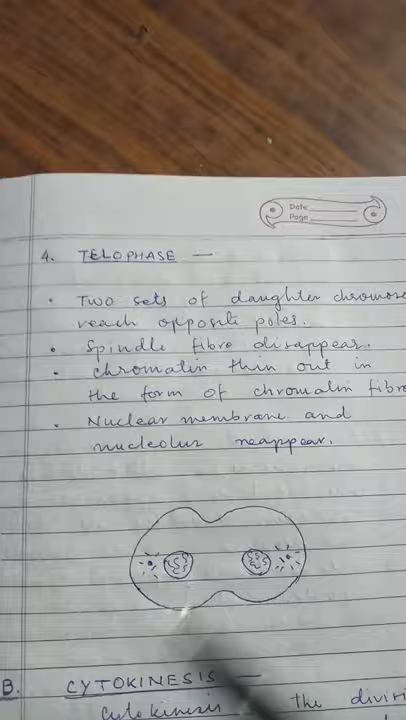 Date
Page
4. TELOPHASE —
• Two sets of daughter chromoso
reach opposite poles.
• Spindle fibre disappear.
• chromatin thin out in
the form of chromatin fibre
• Nuclear membrane and
nucleolus reappear.
B. CYTOKINESIS —
Cytokinesis the divisi